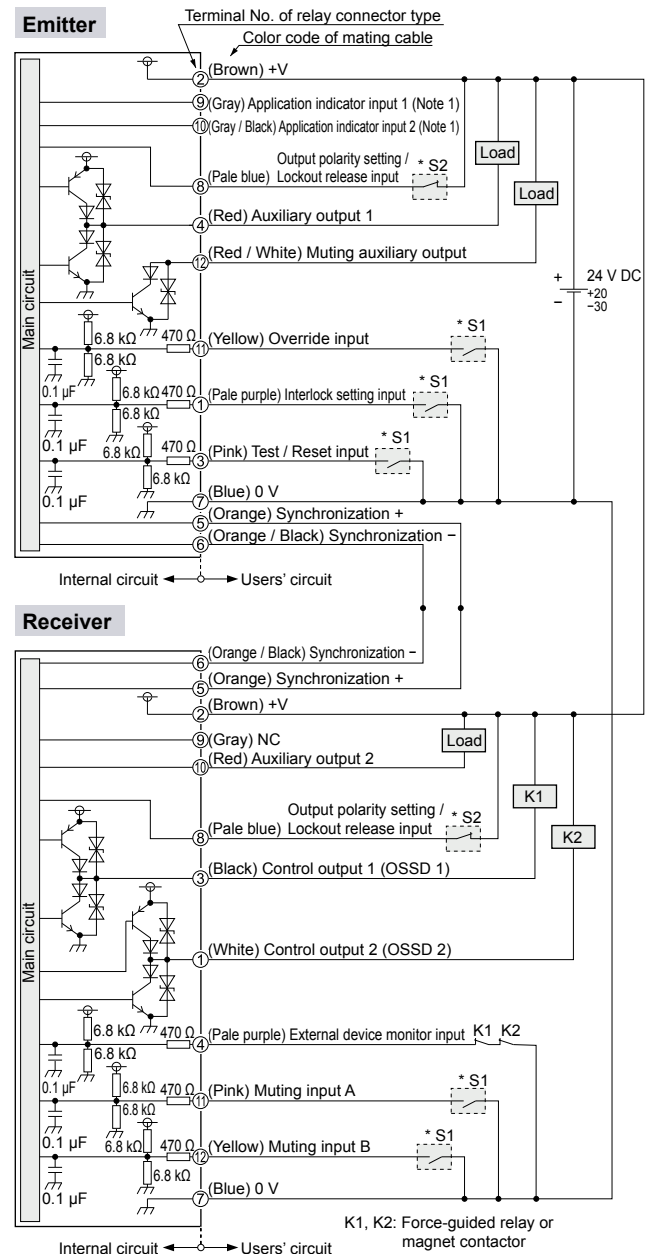 Emitter
Terminal No. of relay connector type
Color code of mating cable
② (Brown) +V
⑨ (Gray) Application indicator input 1 (Note 1)
⑩ (Gray / Black) Application indicator input 2 (Note 1)
Output polarity setting /
* S2
Load
⑧ (Pale blue) Lockout release input
Load
④ (Red) Auxiliary output 1
⑫ (Red / White) Muting auxiliary output
Main circuit
+
−
24 V DC
+20
−30
6.8 kΩ
470 Ω
⑪ (Yellow) Override input
* S1
6.8 kΩ
0.1 µF
6.8 kΩ
470 Ω
① (Pale purple) Interlock setting input
* S1
6.8 kΩ
0.1 µF
6.8 kΩ
470 Ω
③ (Pink) Test / Reset input
* S1
6.8 kΩ
0.1 µF
⑦ (Blue) 0 V
⑤ (Orange) Synchronization +
⑥ (Orange / Black) Synchronization −
Internal circuit
Users’ circuit
Receiver
⑥ (Orange / Black) Synchronization −
⑤ (Orange) Synchronization +
② (Brown) +V
⑨ (Gray) NC
Load
⑩ (Red) Auxiliary output 2
K1
Output polarity setting /
* S2
⑧ (Pale blue) Lockout release input
K2
③ (Black) Control output 1 (OSSD 1)
Main circuit
① (White) Control output 2 (OSSD 2)
6.8 kΩ
470 Ω
④ (Pale purple) External device monitor input
K1 K2
6.8 kΩ
0.1 µF
6.8 kΩ
470 Ω
⑪ (Pink) Muting input A
* S1
6.8 kΩ
0.1 µF
6.8 kΩ
470 Ω
⑫ (Yellow) Muting input B
* S1
6.8 kΩ
0.1 µF
⑦ (Blue) 0 V
K1, K2: Force-guided relay or
magnet contactor
Internal circuit
Users’ circuit